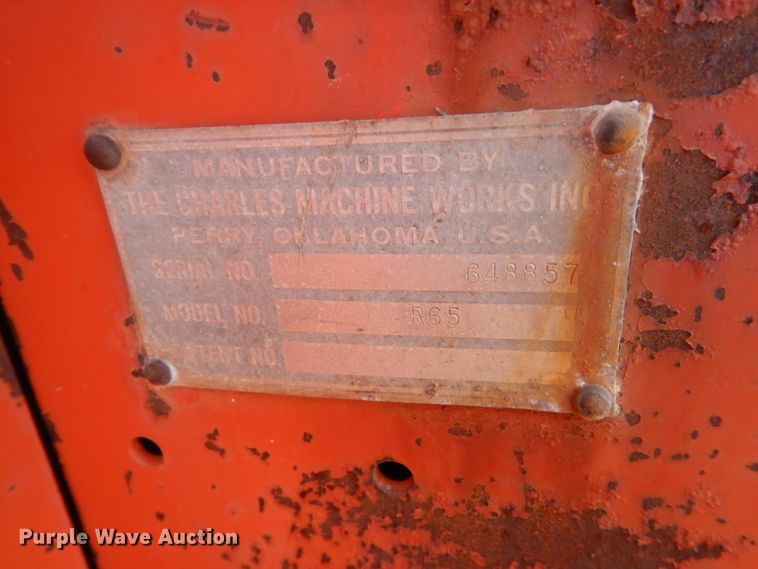 MANUFACTURED BY
THE CHARLES MACHINE WORKS INC
PERRY, OKLAHOMA U.S.A.
SERIAL NO. 648857
MODEL NO. R65
NO.
Purple Wave Auction